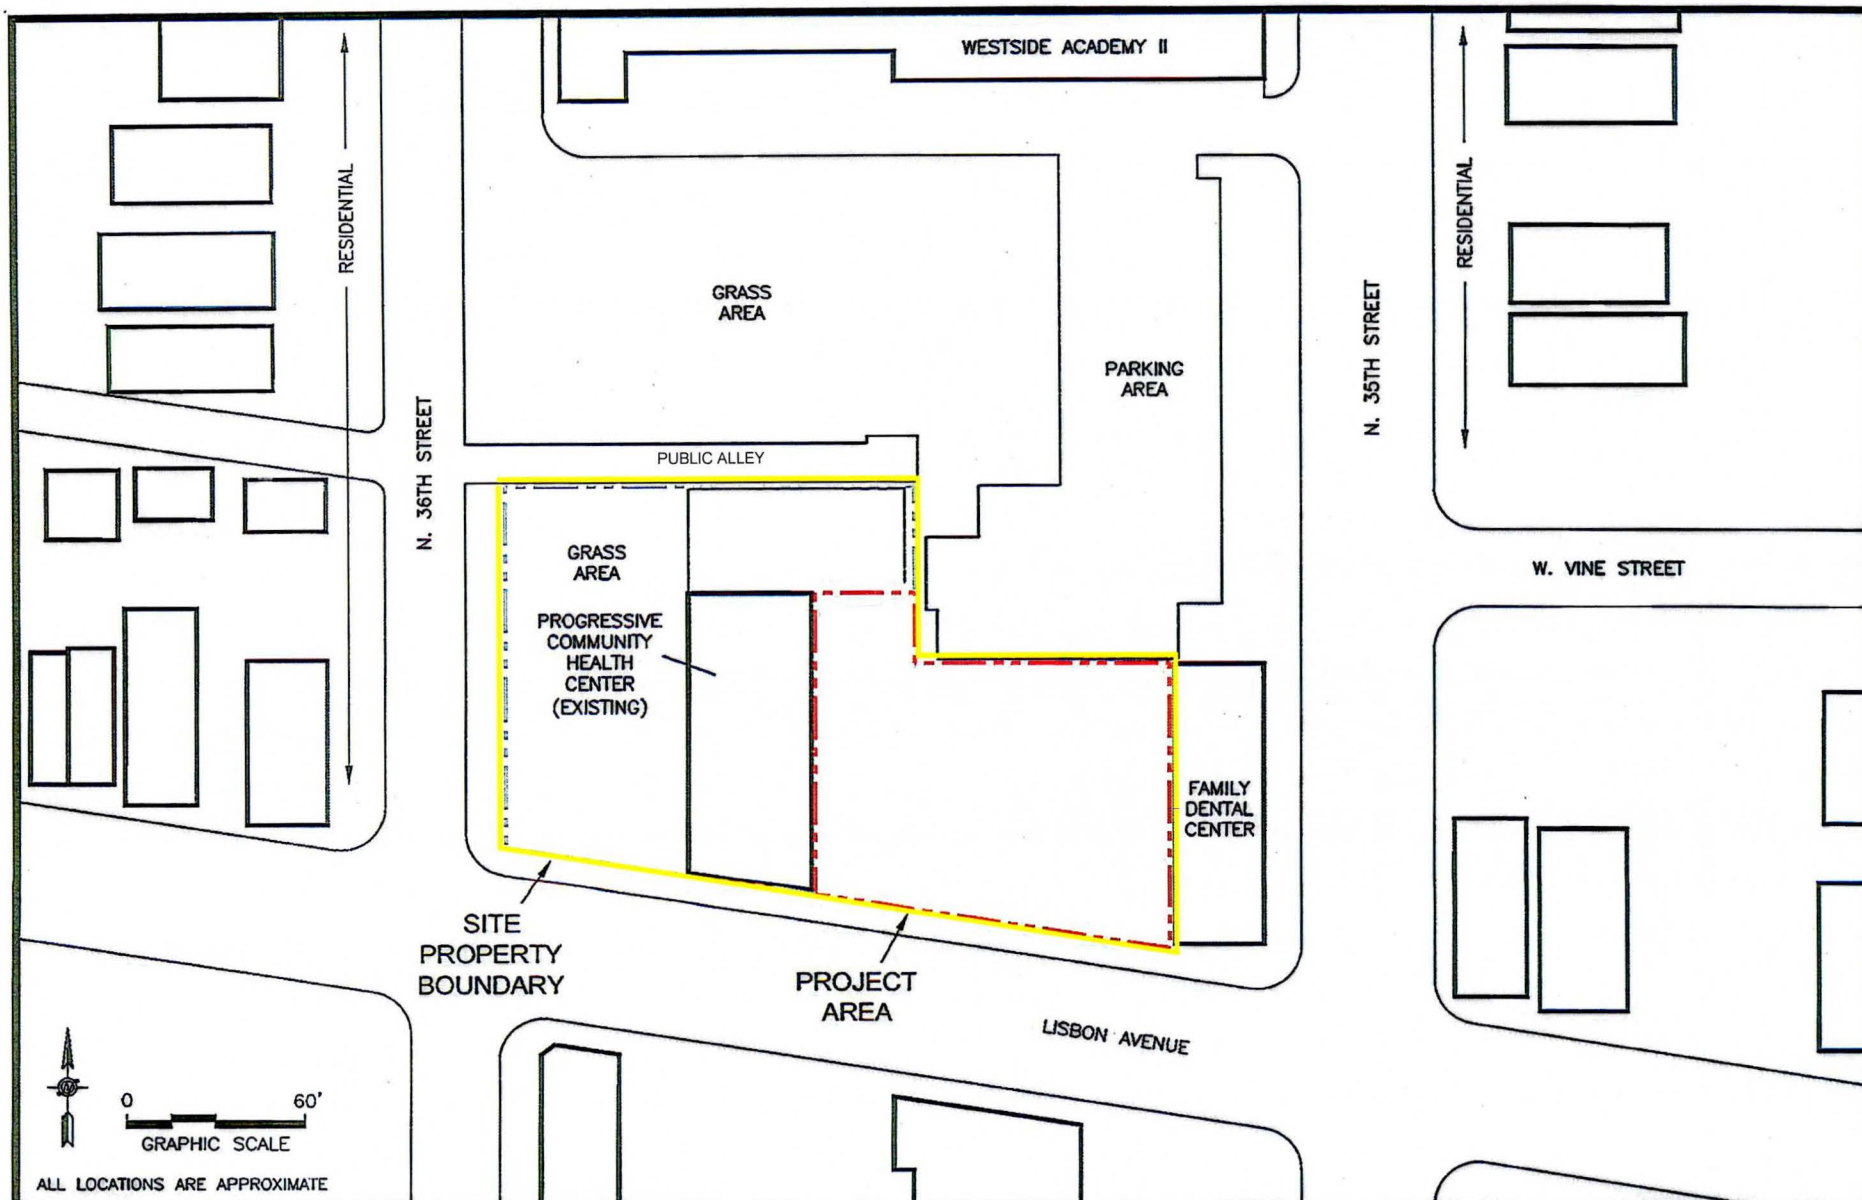 WESTSIDE ACADEMY II
RESIDENTIAL
RESIDENTIAL
GRASS
AREA
N. 35TH STREET
PARKING
AREA
N. 36TH STREET
PUBLIC ALLEY
GRASS
AREA
W. VINE STREET
PROGRESSIVE
COMMUNITY
HEALTH
CENTER
(EXISTING)
FAMILY
DENTAL
CENTER
SITE
PROPERTY
BOUNDARY
PROJECT
AREA
LISBON AVENUE
N
0 60'
GRAPHIC SCALE
ALL LOCATIONS ARE APPROXIMATE